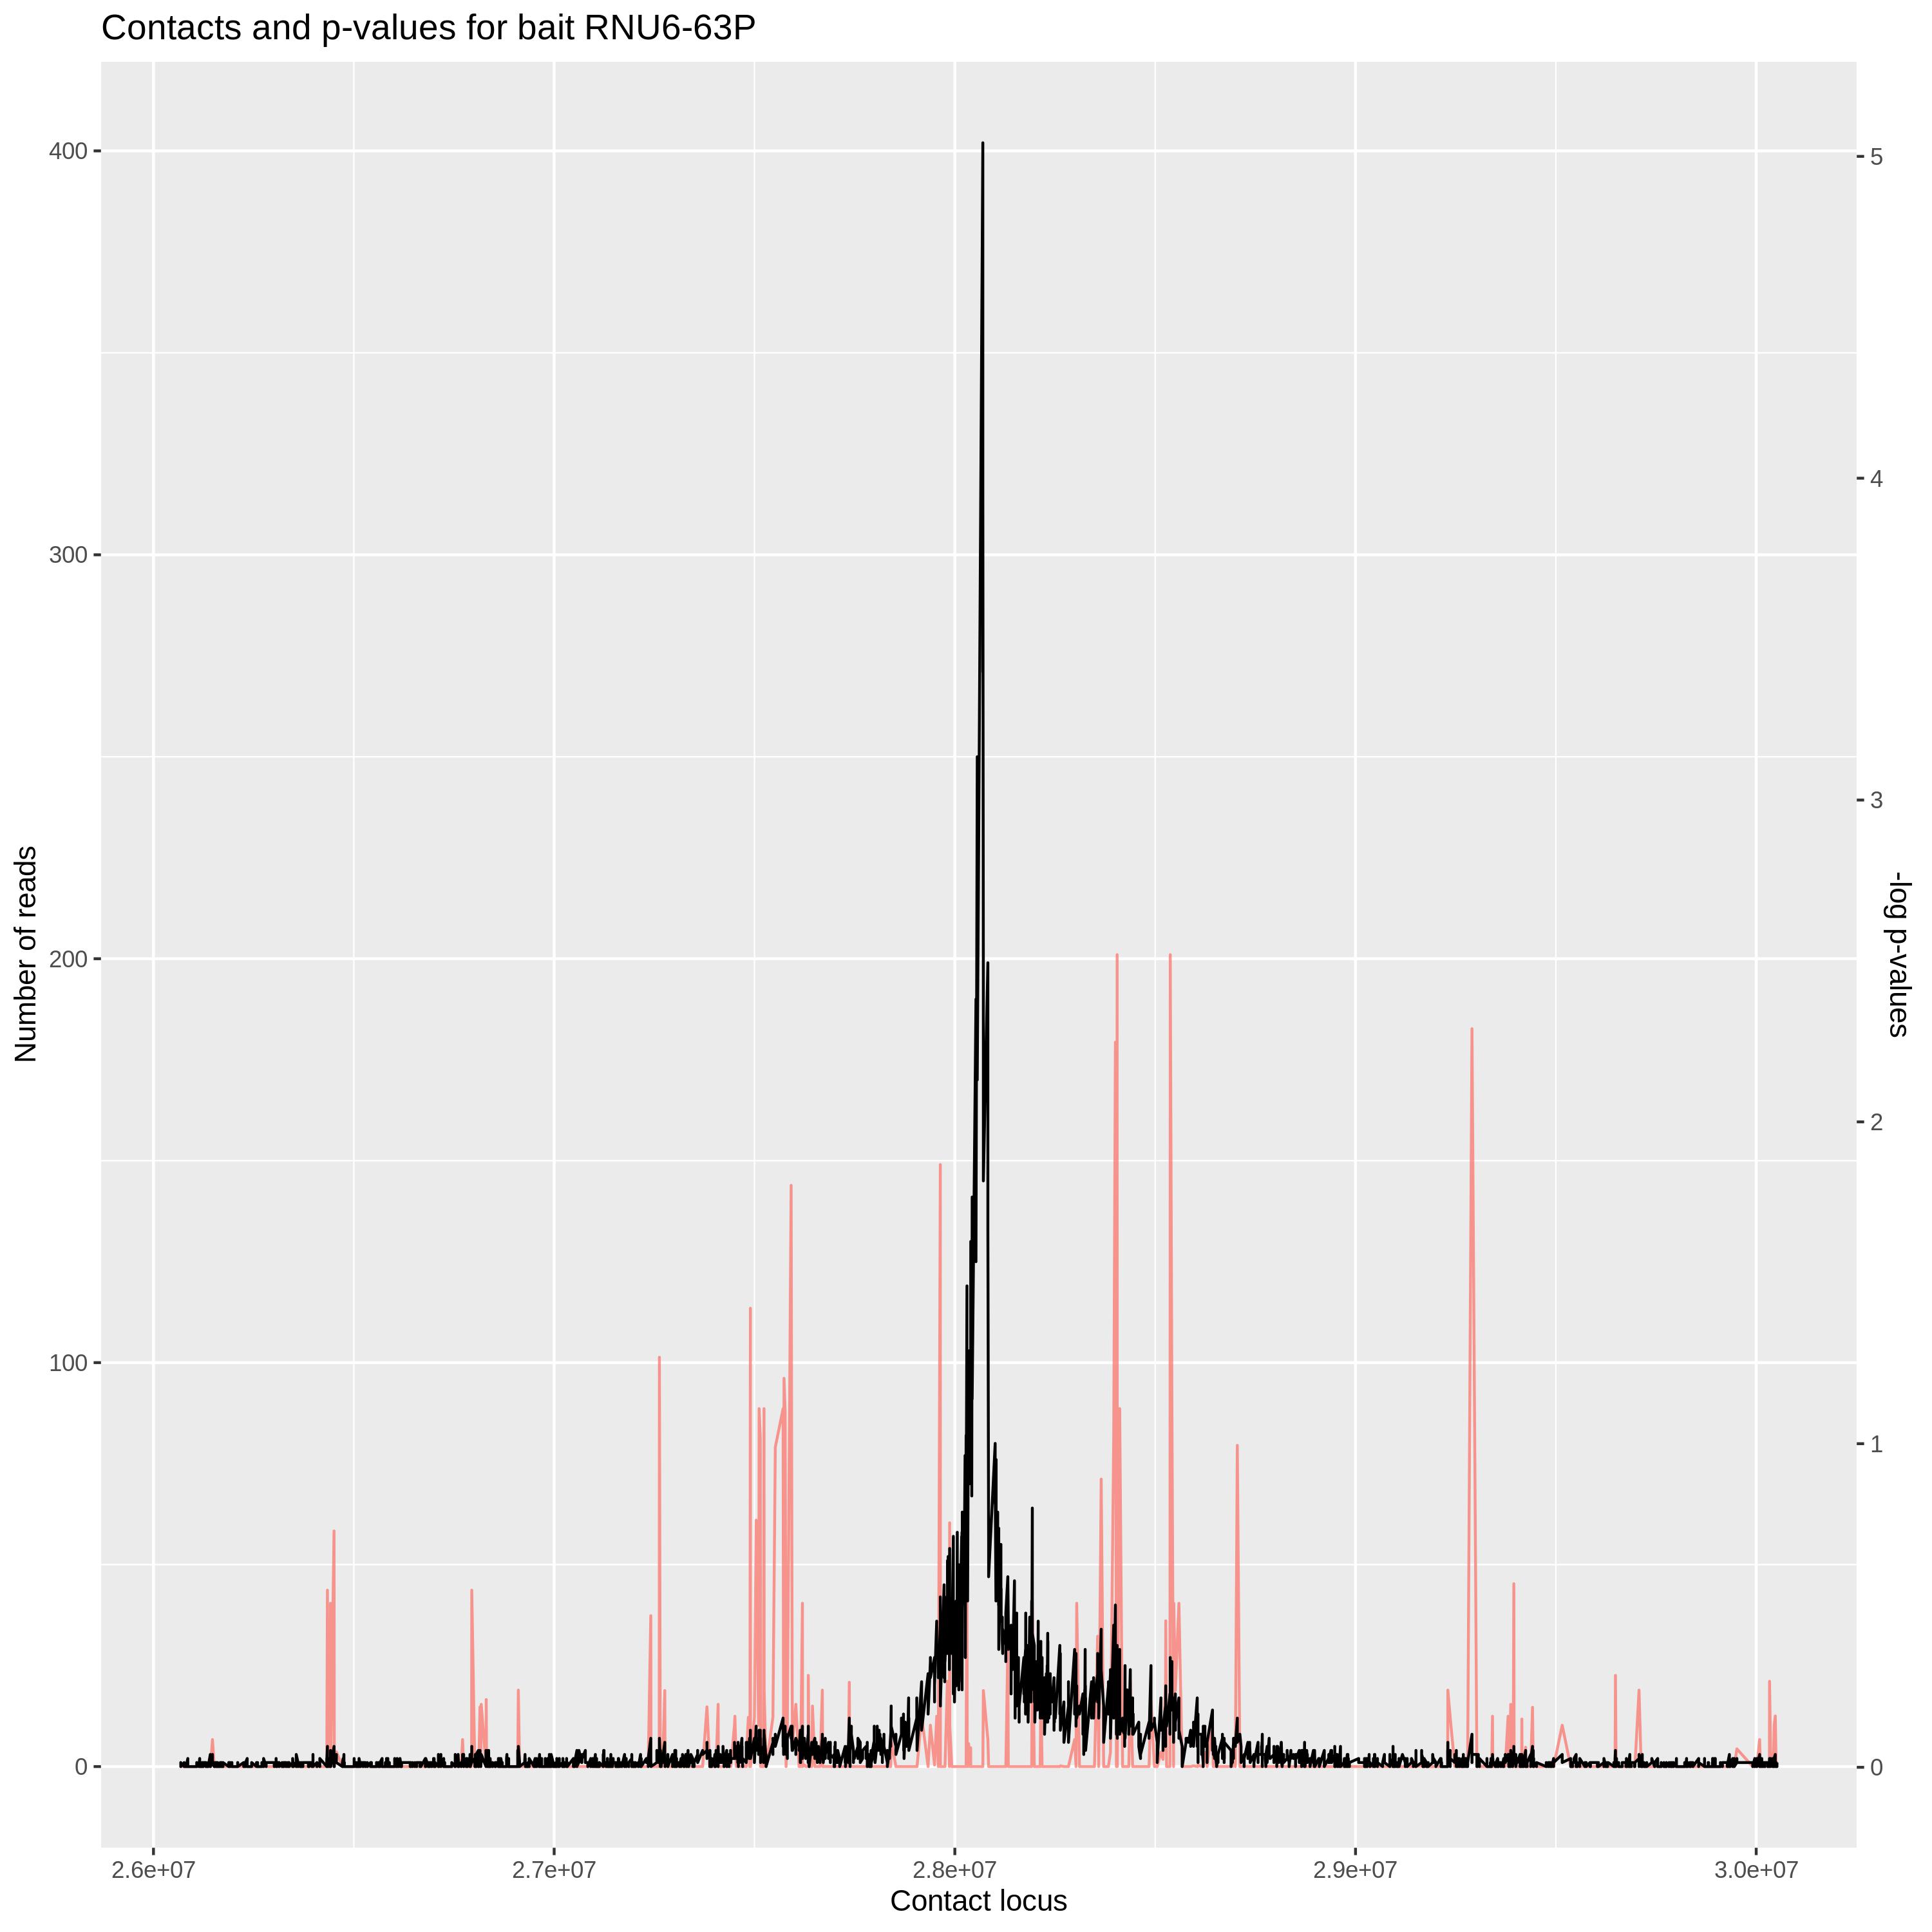 Contacts and p-values for bait RNU6-63P
400
300
200
100
0
Number of reads
5
4
3
2
1
0
-log p-values
2.6e+07
2.7e+07
2.8e+07
2.9e+07
3.0e+07
Contact locus